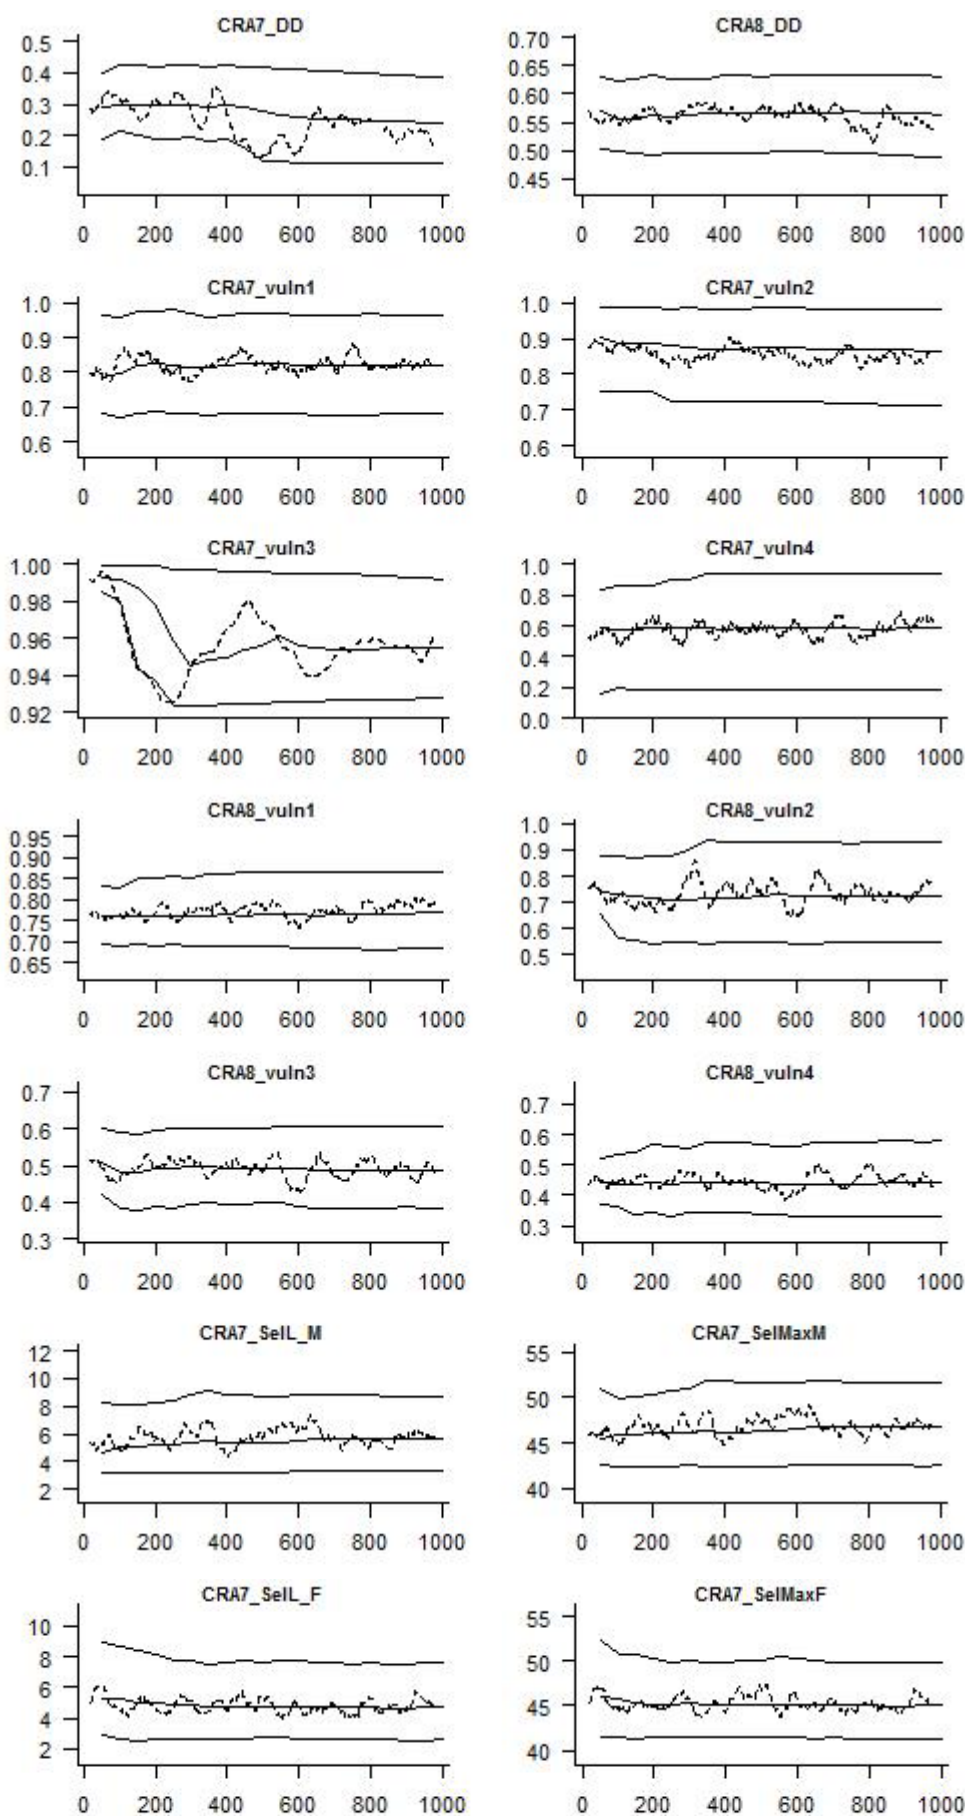 CRA7_DD
0.5
0.4
0.3
0.2
0.1
0 200 400 600 800 1000
CRA8_DD
0.70
0.65
0.60
0.55
0.50
0.45
0 200 400 600 800 1000
CRA7_vuln1
1.0
0.9
0.8
0.7
0.6
0 200 400 600 800 1000
CRA7_vuln2
1.0
0.9
0.8
0.7
0.6
0 200 400 600 800 1000
CRA7_vuln3
1.00
0.98
0.96
0.94
0.92
0 200 400 600 800 1000
CRA7_vuln4
1.0
0.8
0.6
0.4
0.2
0.0
0 200 400 600 800 1000
CRA8_vuln1
0.95
0.90
0.85
0.80
0.75
0.70
0.65
0 200 400 600 800 1000
CRA8_vuln2
1.0
0.9
0.8
0.7
0.6
0.5
0 200 400 600 800 1000
CRA8_vuln3
0.7
0.6
0.5
0.4
0.3
0 200 400 600 800 1000
CRA8_vuln4
0.7
0.6
0.5
0.4
0.3
0 200 400 600 800 1000
CRA7_SelL_M
12
10
8
6
4
2
0 200 400 600 800 1000
CRA7_SelMaxM
55
50
45
40
0 200 400 600 800 1000
CRA7_SelL_F
10
8
6
4
2
0 200 400 600 800 1000
CRA7_SelMaxF
55
50
45
40
0 200 400 600 800 1000